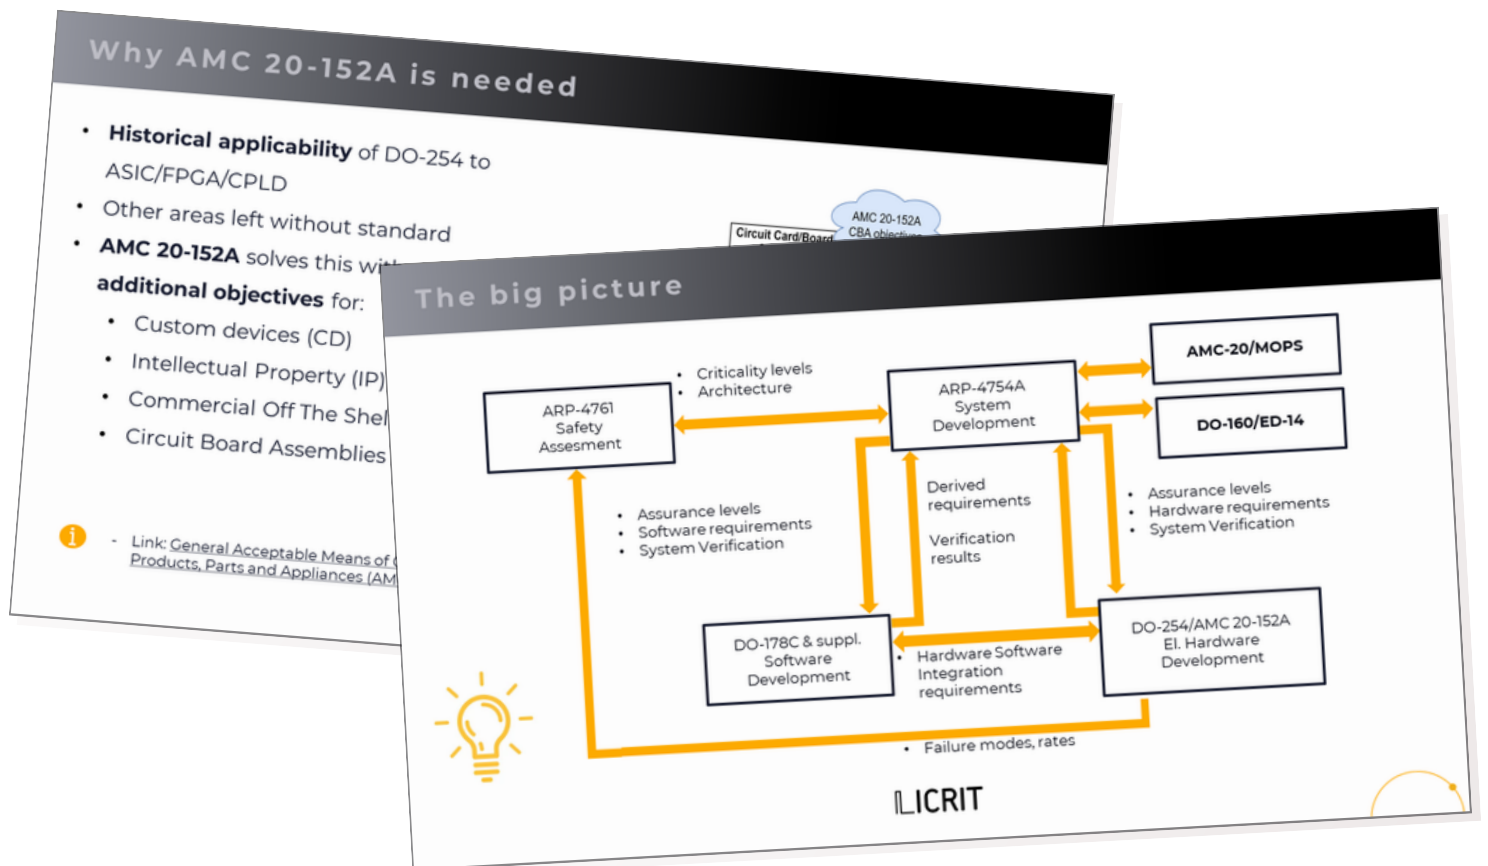 Why AMC 20-152A is needed
• Historical applicability of DO-254 to
ASIC/FPGA/CPLD
• Other areas left without standard
• AMC 20-152A solves this
additional objectives for:
• Custom devices (CD)
• Intellectual Property (IP)
• Commercial Off The
• Circuit Board Assemblies
i
- Link: General Acceptable Means of
Products, Parts and Appliances
AMC 20-152A
CBA
Circuit Card/Board
The big picture
ARP-4761
Safety
Assesment
• Criticality levels
• Architecture
ARP-4754A
System
Development
AMC-20/MOPS
DO-160/ED-14
• Assurance levels
• Software requirements
• System Verification
Derived
requirements
Verification
results
• Assurance levels
• Hardware requirements
• System Verification
DO-178C & suppl.
Software
Development
• Hardware Software
Integration
requirements
DO-254/AMC 20-152A
El. Hardware
Development
• Failure modes, rates
LICRIT